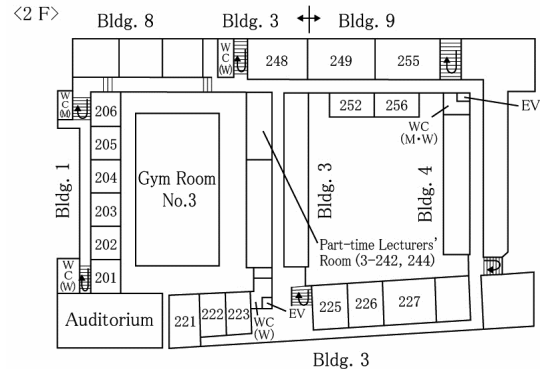 <2F>
Bldg. 8
Bldg. 3
Bldg. 9
WC(W)
248
249
255
WC(M)
206
252
256
EV
WC
(M・W)
205
204
203
202
201
Bldg. 1
Gym Room
No.3
Bldg. 3
Bldg. 4
Part-time Lecturers'
Room (3-242, 244)
WC(W)
Auditorium
221
222
223
WC
(W)
EV
225
226
227
Bldg. 3